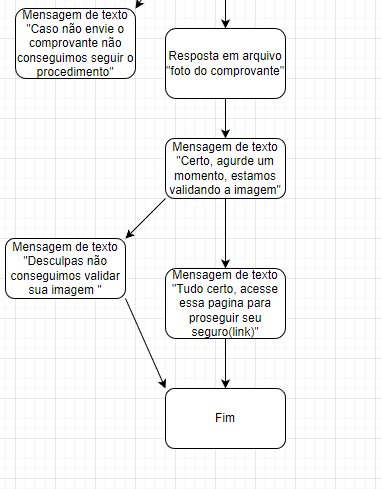 Mensagem de texto
"Caso não envie o
comprovante não
conseguimos seguir o
procedimento"
Resposta em arquivo
"foto do comprovante"
Mensagem de texto
"Certo, agurde um
momento, estamos
validando a imagem"
Mensagem de texto
"Desculpas não
conseguimos validar
sua imagem "
Mensagem de texto
"Tudo certo, acesse
essa pagina para
proseguir seu
seguro(link)"
Fim